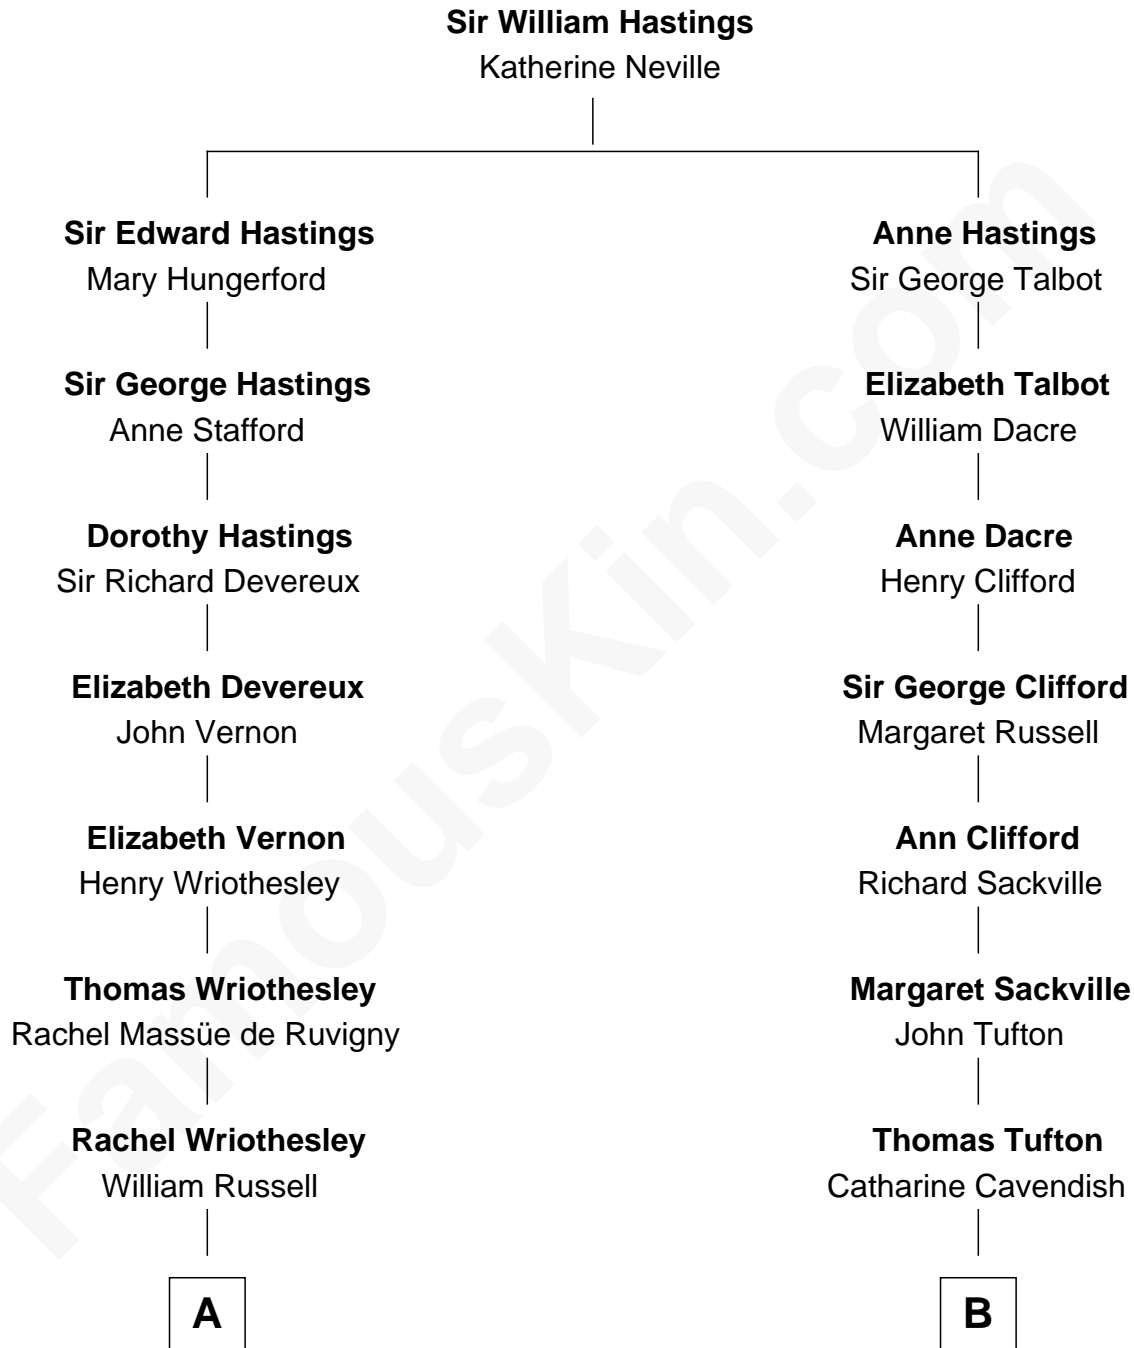 Sir William Hastings
Katherine Neville
Sir Edward Hastings
Mary Hungerford
Anne Hastings
Sir George Talbot
Sir George Hastings
Anne Stafford
Elizabeth Talbot
William Dacre
Dorothy Hastings
Sir Richard Devereux
Anne Dacre
Henry Clifford
Elizabeth Devereux
John Vernon
Sir George Clifford
Margaret Russell
Elizabeth Vernon
Henry Wriothesley
Ann Clifford
Richard Sackville
Thomas Wriothesley
Rachel Massüe de Ruvigny
Margaret Sackville
John Tufton
Rachel Wriothesley
William Russell
Thomas Tufton
Catharine Cavendish
A
B
FamousKin.com